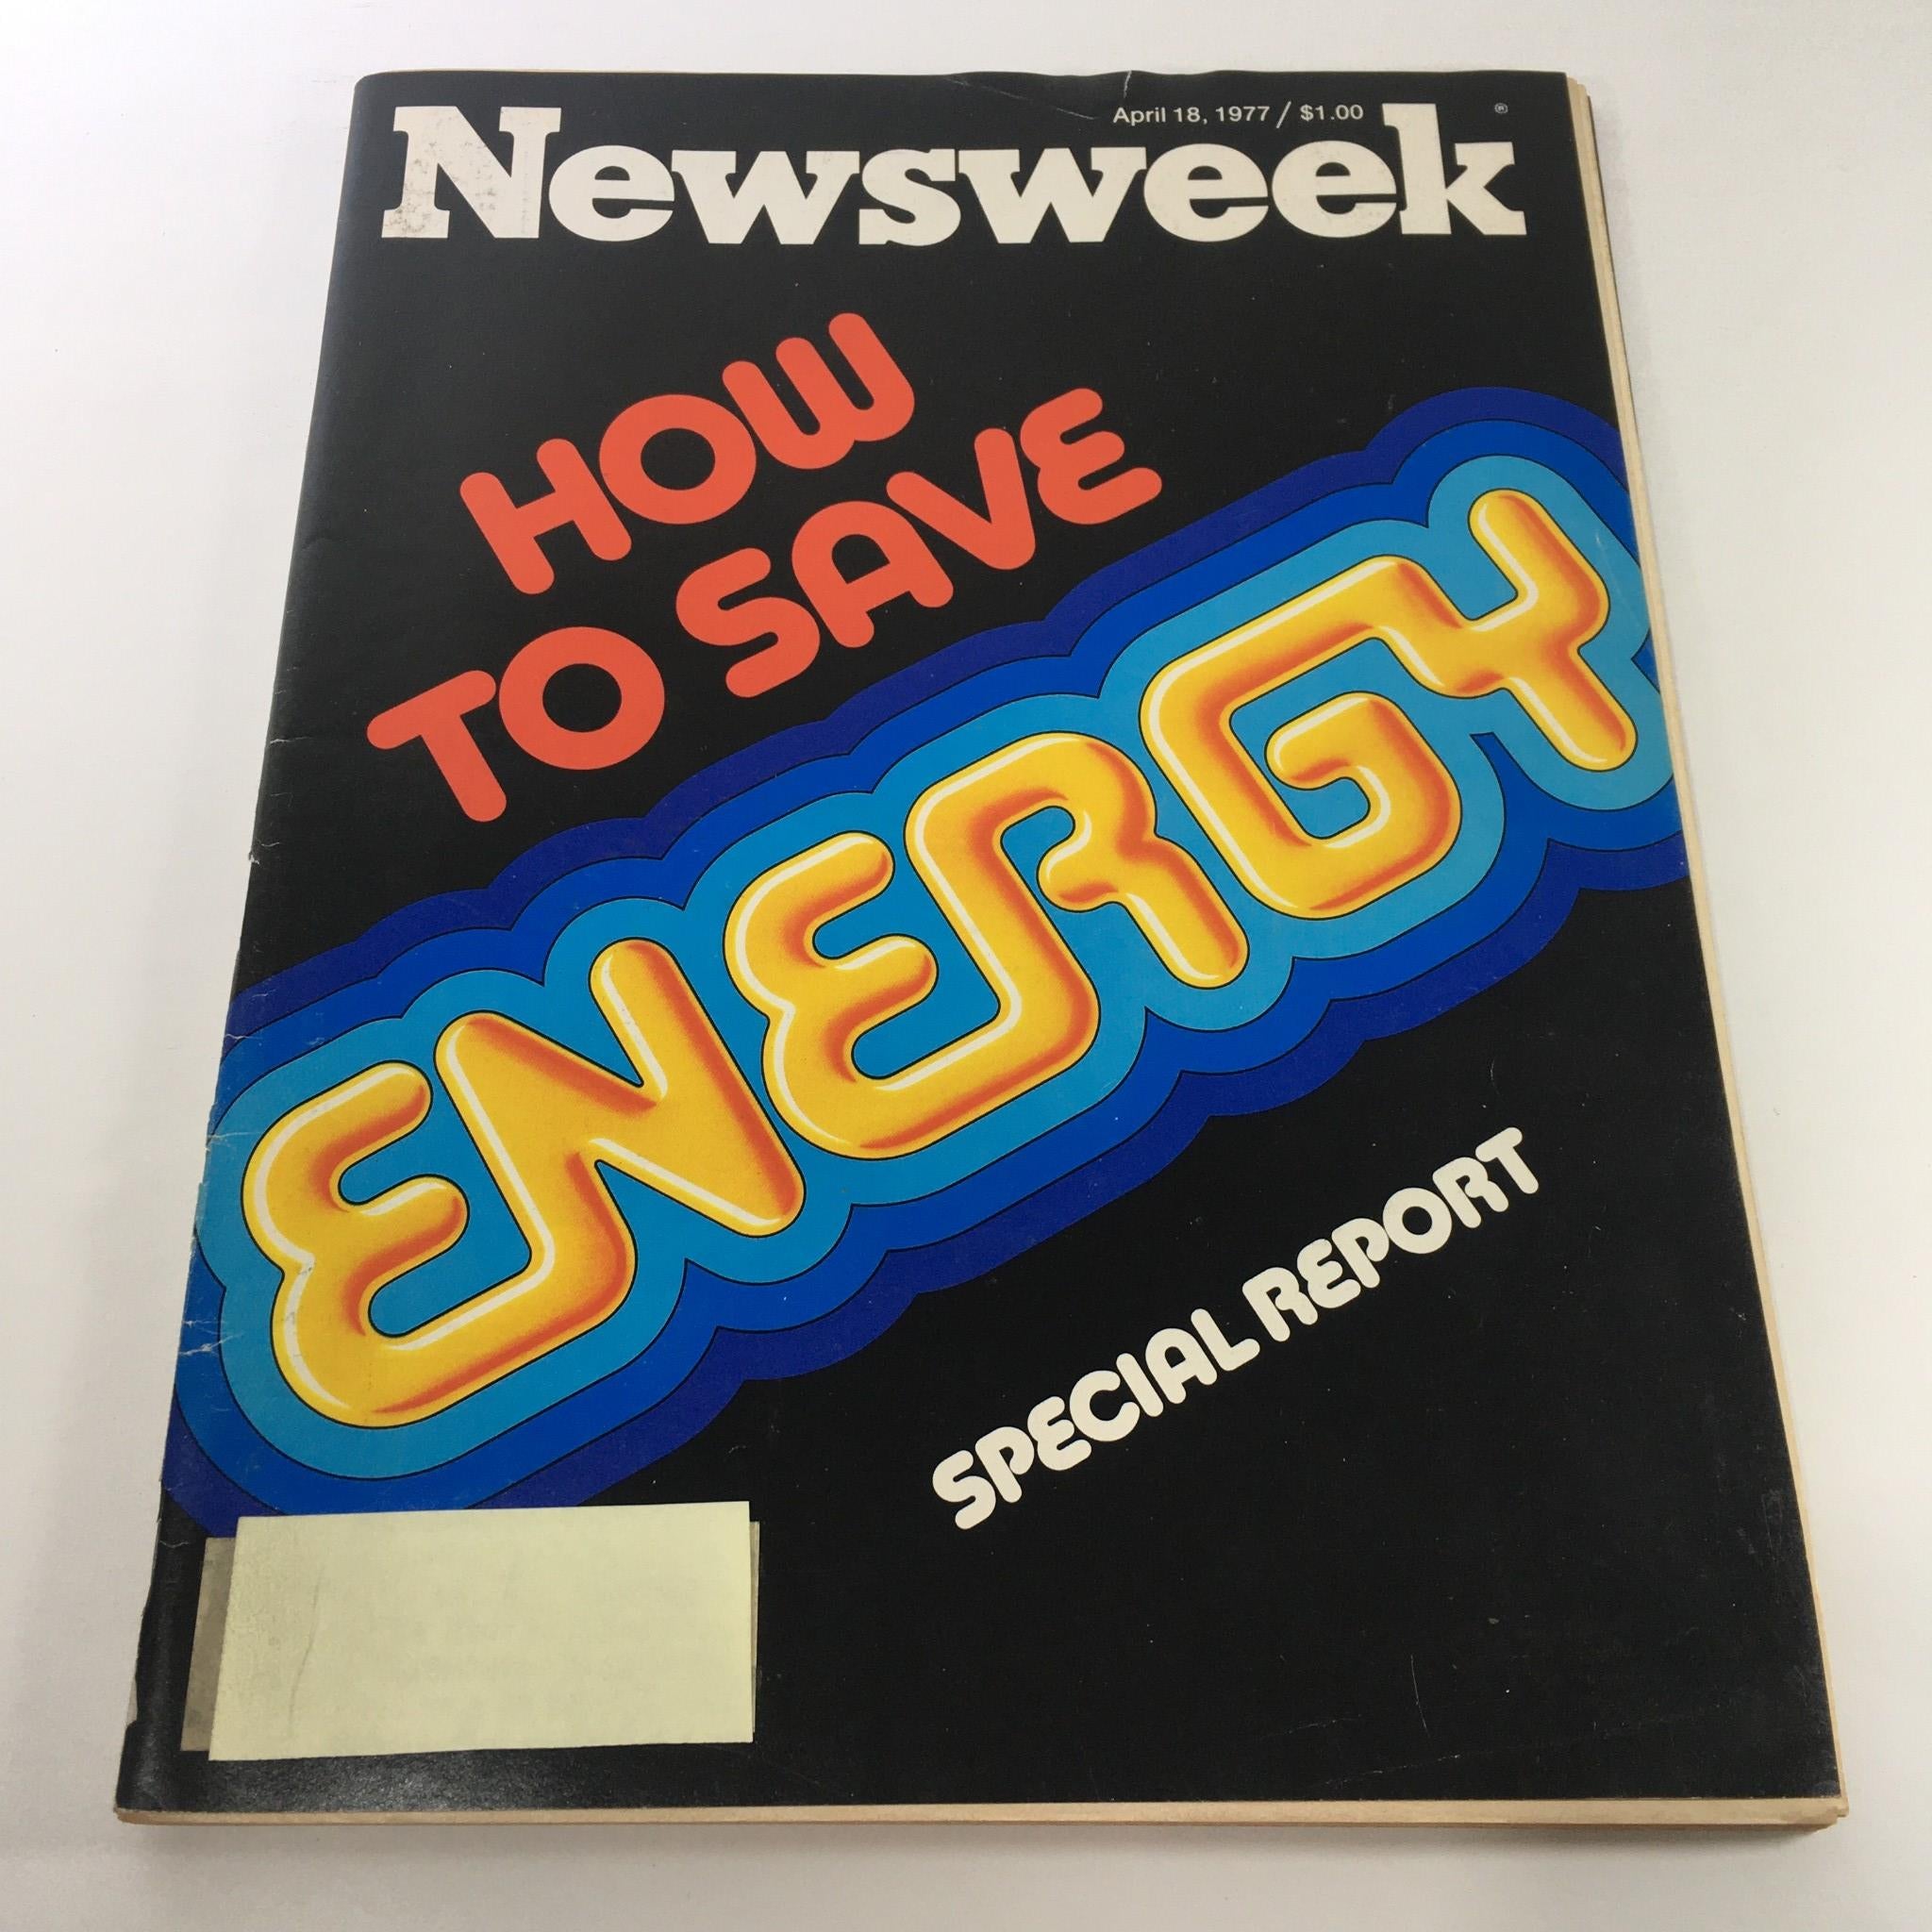 April 18, 1977 / $1.00
Newsweek®
HOW
TO SAVE
ENERGY
SPECIAL REPORT